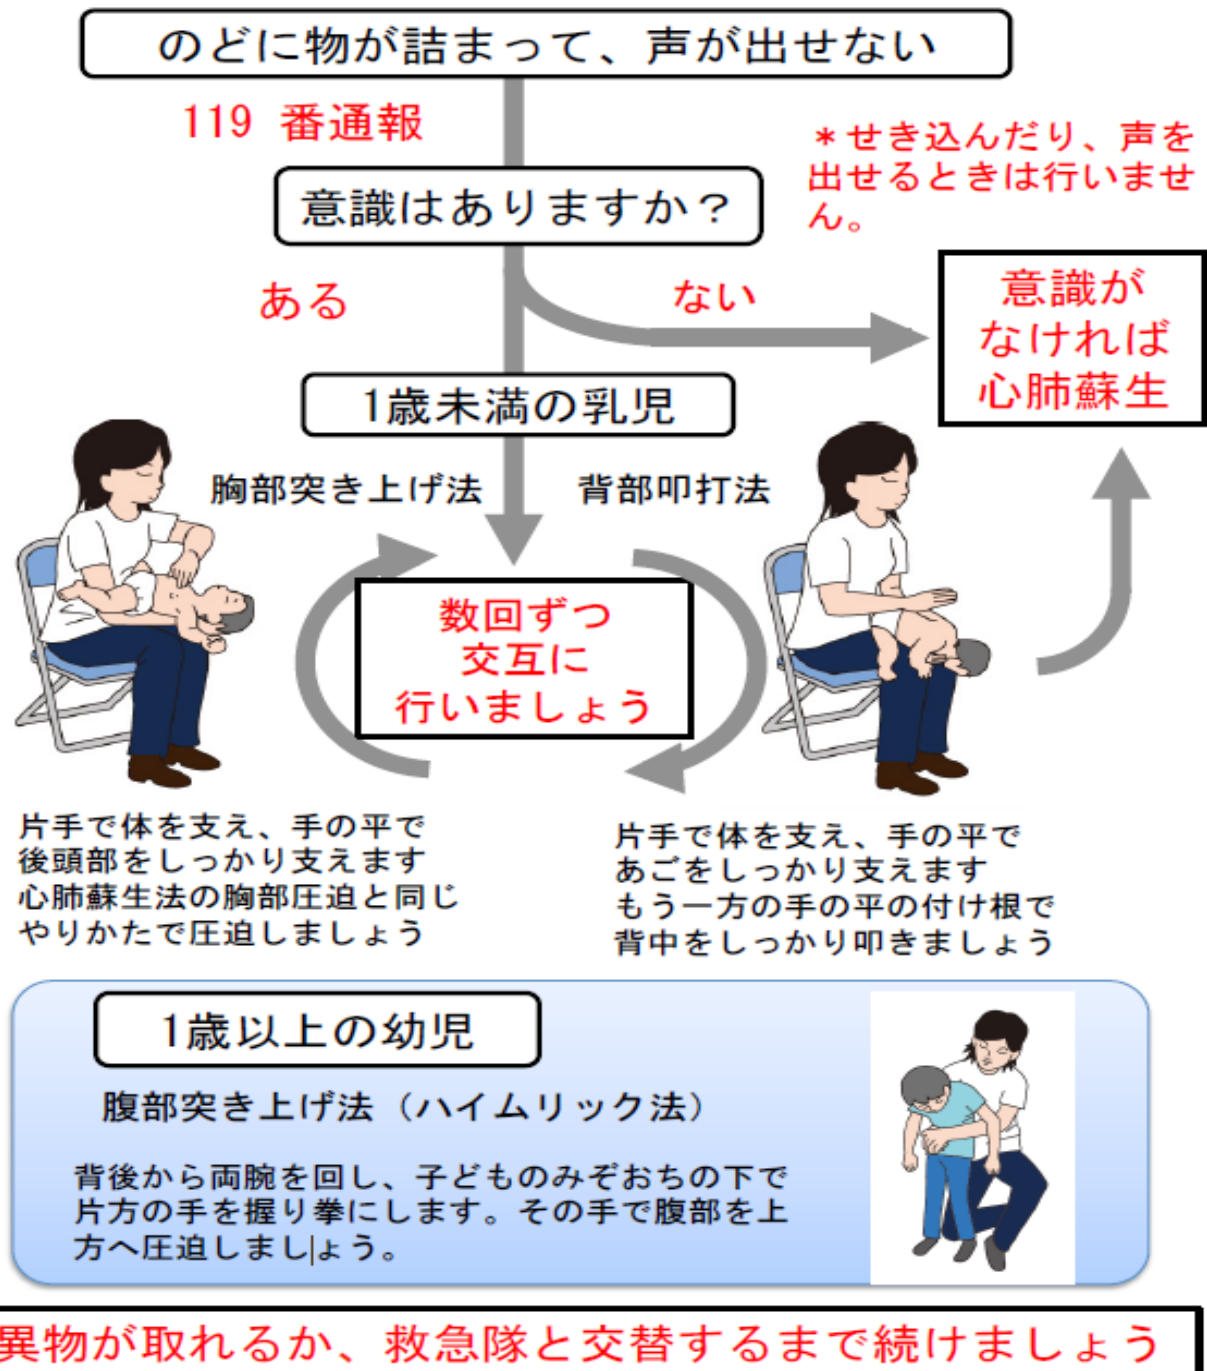 のどに物が詰まって、声が出せない
119 番通報
＊せき込んだり、声を
出せるときは行いませ
ん。
意識はありますか？
ある
ない
意識が
なければ
心肺蘇生
1歳未満の乳児
胸部突き上げ法
背部叩打法
数回ずつ
交互に
行いましょう
片手で体を支え、手の平で
後頭部をしっかり支えます
心肺蘇生法の胸部圧迫と同じ
やりかたで圧迫しましょう
片手で体を支え、手の平で
あごをしっかり支えます
もう一方の手の平の付け根で
背中をしっかり叩きましょう
1歳以上の幼児
腹部突き上げ法（ハイムリック法）
背後から両腕を回し、子どものみぞおちの下で
片方の手を握り拳にします。その手で腹部を上
方へ圧迫しましょう。
異物が取れるか、救急隊と交替するまで続けましょう